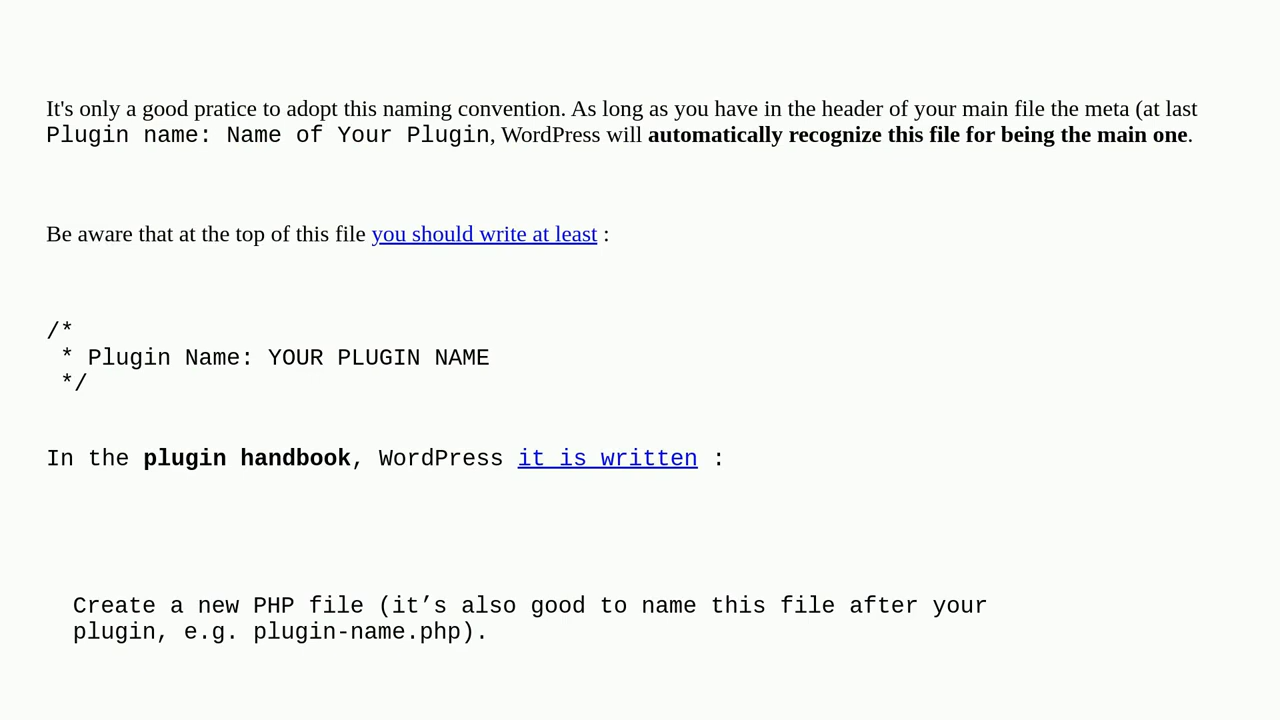 It's only a good pratice to adopt this naming convention. As long as you have in the header of your main file the meta (at last
Plugin name: Name of Your Plugin, WordPress will automatically recognize this file for being the main one.
Be aware that at the top of this file you should write at least :
/*
 * Plugin Name: YOUR PLUGIN NAME
 */
In the plugin handbook, WordPress it is written :
Create a new PHP file (it’s also good to name this file after your
plugin, e.g. plugin-name.php).